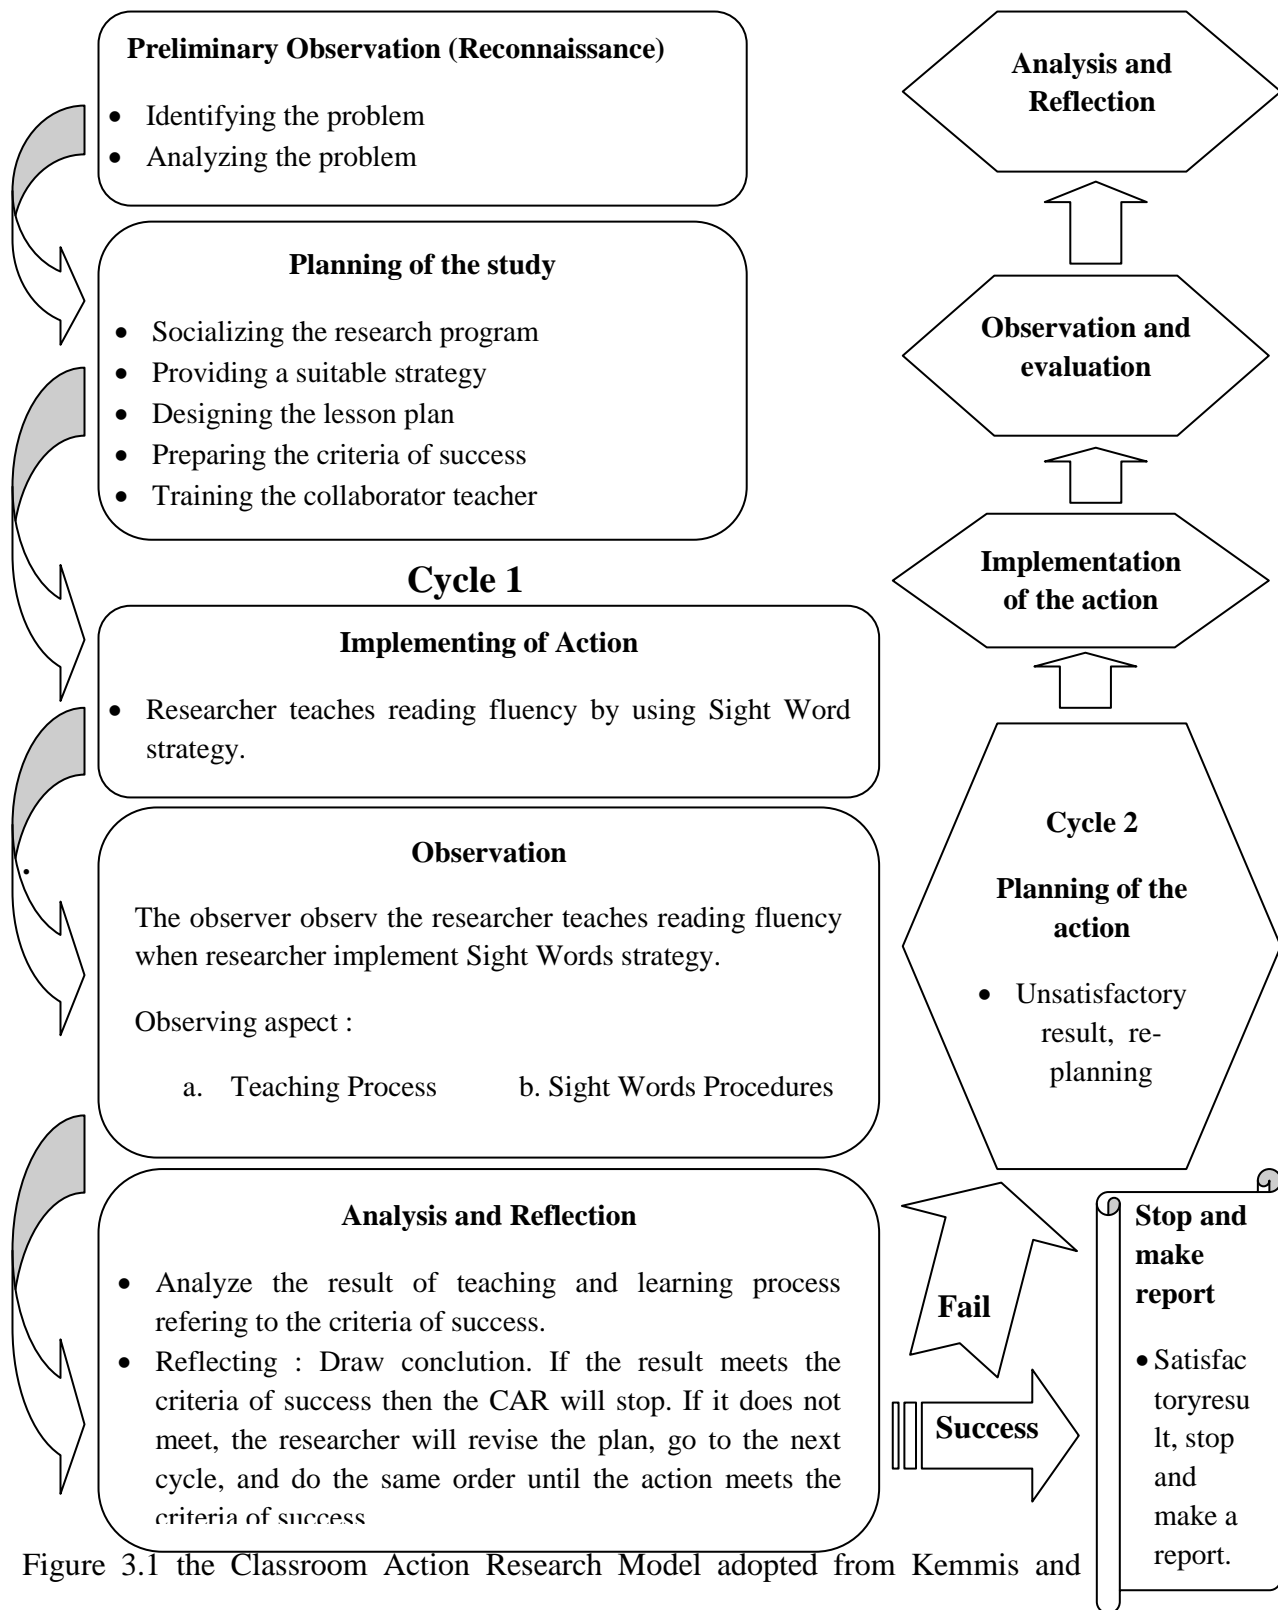 Preliminary Observation (Reconnaissance)
• Identifying the problem
• Analyzing the problem
Planning of the study
• Socializing the research program
• Providing a suitable strategy
• Designing the lesson plan
• Preparing the criteria of success
• Training the collaborator teacher
Cycle 1
Implementing of Action
• Researcher teaches reading fluency by using Sight Word
strategy.
Observation
The observer observ the researcher teaches reading fluency
when researcher implement Sight Words strategy.
Observing aspect :
a. Teaching Process b. Sight Words Procedures
Analysis and Reflection
• Analyze the result of teaching and learning process
refering to the criteria of success.
• Reflecting : Draw conclution. If the result meets the
criteria of success then the CAR will stop. If it does not
meet, the researcher will revise the plan, go to the next
cycle, and do the same order until the action meets the
criteria of success
Fail
Success
Stop and
make
report
• Satisfac
toryresu
lt, stop
and
make a
report.
Cycle 2
Planning of the
action
• Unsatisfactory
result, re-
planning
Implementation
of the action
Observation and
evaluation
Analysis and
Reflection
Figure 3.1 the Classroom Action Research Model adopted from Kemmis and